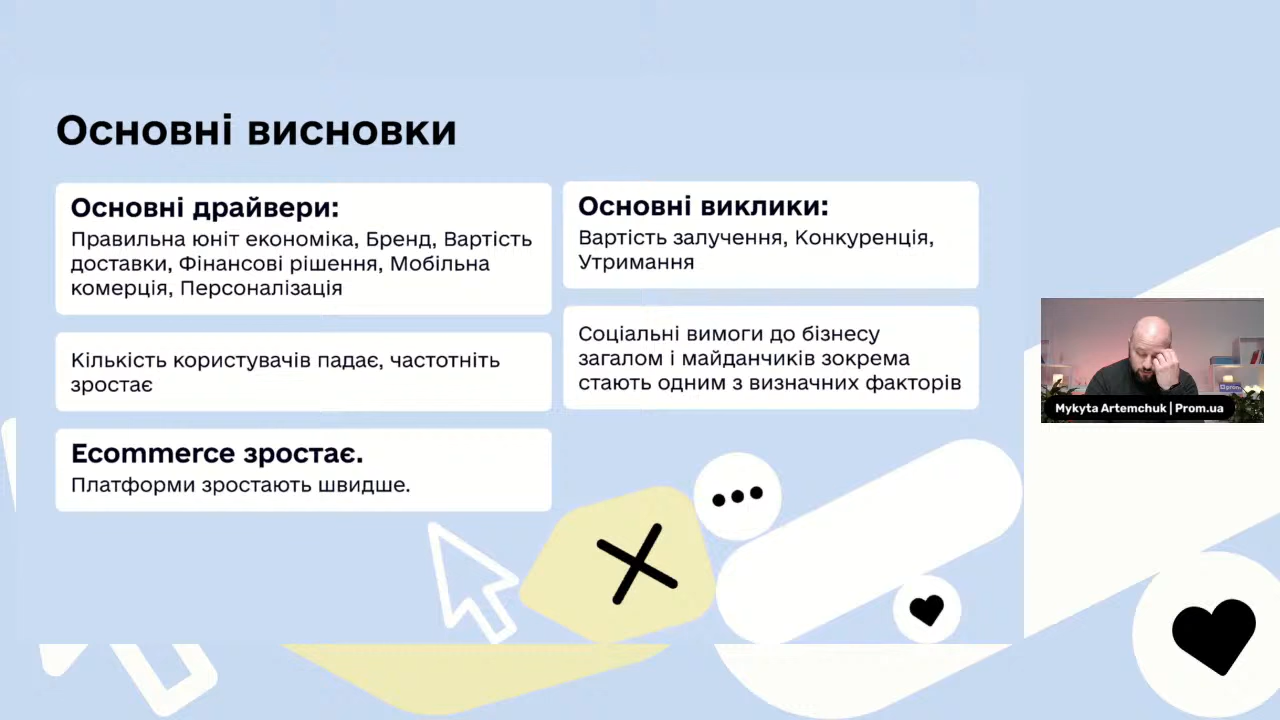 Основні висновки
Основні драйвери:
Правильна юніт економіка, Бренд, Вартість
доставки, Фінансові рішення, Мобільна
комерція, Персоналізація
Кількість користувачів падає, частотніть
зростає
Ecommerce зростає.
Платформи зростають швидше.
Основні виклики:
Вартість залучення, Конкуренція,
Утримання
Соціальні вимоги до бізнесу
загалом і майданчиків зокрема
стають одним з визначних факторів
Mykyta Artemchuk | Prom.ua